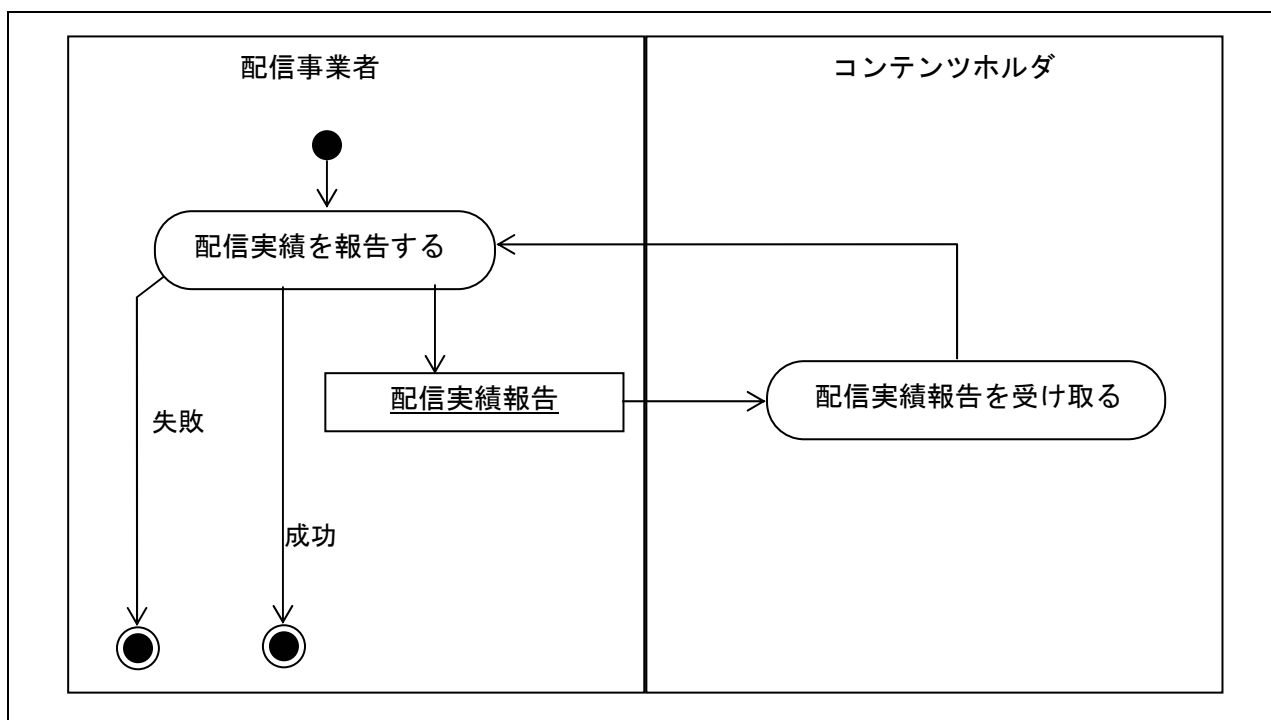 配信事業者
コンテンツホルダ
配信実績を報告する
配信実績報告
配信実績報告を受け取る
失敗
成功